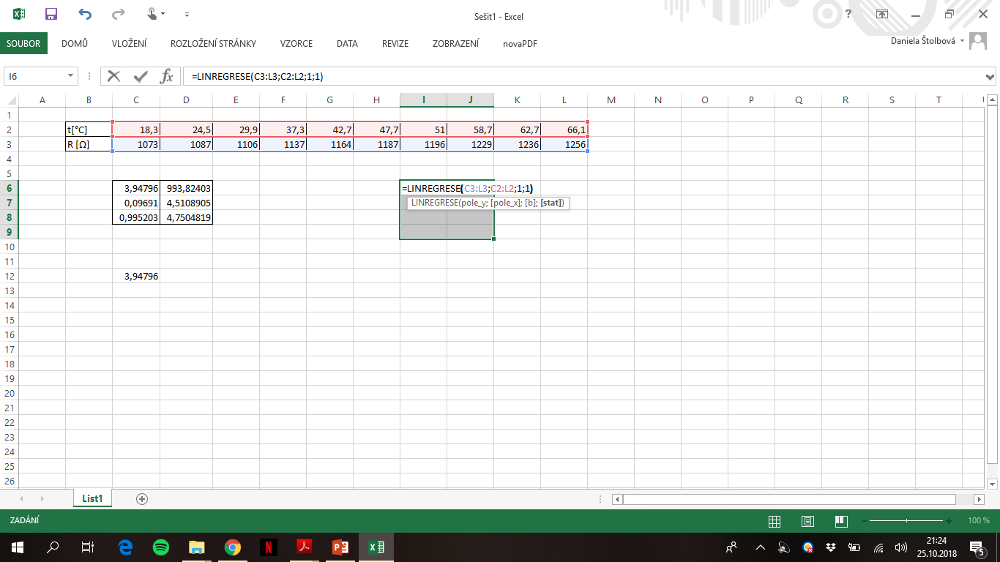 Sešit1 - Excel
?
SOUBOR DOMŮ VLOŽENÍ ROZLOŽENÍ STRÁNKY VZORCE DATA REVIZE ZOBRAZENÍ novaPDF Daniela Štolbová
I6 fx =LINREGRESE(C3:L3;C2:L2;1;1)
A B C D E F G H I J K L M N O P Q R S T
1
2 t[°C] 18,3 24,5 29,9 37,3 42,7 47,7 51 58,7 62,7 66,1
3 R [Ω] 1073 1087 1106 1137 1164 1187 1196 1229 1236 1256
4
5
6 3,94796 993,82403 =LINREGRESE(C3:L3;C2:L2;1;1)
7 0,09691 4,5108905 LINREGRESE(pole_y; [pole_x]; [b]; [stat])
8 0,995203 4,7504819
9
10
11
12 3,94796
13
14
15
16
17
18
19
20
21
22
23
24
25
26
List1
ZADÁNÍ 100 %
21:24
25.10.2018
5